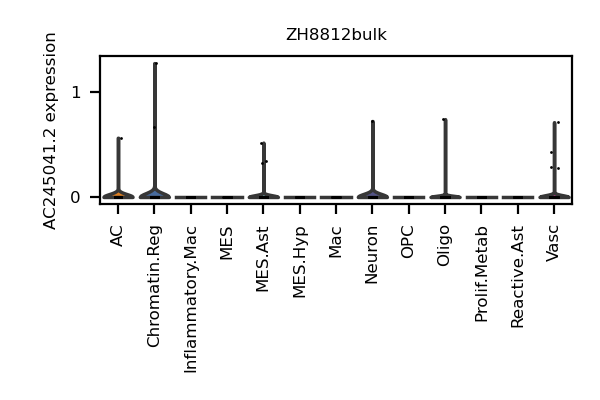 ZH8812bulk
AC245041.2 expression
1
0
AC
Chromatin.Reg
Inflammatory.Mac
MES
MES.Ast
MES.Hyp
Mac
Neuron
OPC
Oligo
Prolif.Metab
Reactive.Ast
Vasc